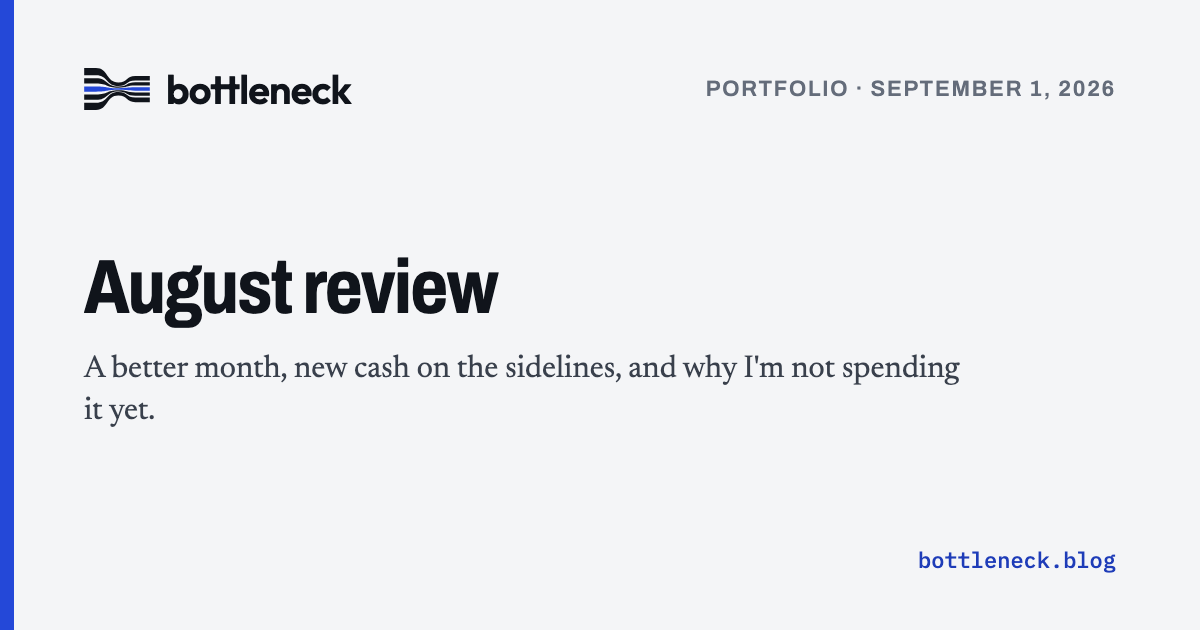 bottleneck
PORTFOLIO · SEPTEMBER 1, 2026
August review
A better month, new cash on the sidelines, and why I'm not spending
it yet.
bottleneck.blog